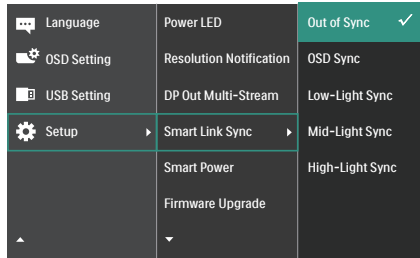 Language
OSD Setting
USB Setting
Setup
Power LED
Resolution Notification
DP Out Multi-Stream
Smart Link Sync
Smart Power
Firmware Upgrade
Out of Sync
OSD Sync
Low-Light Sync
Mid-Light Sync
High-Light Sync